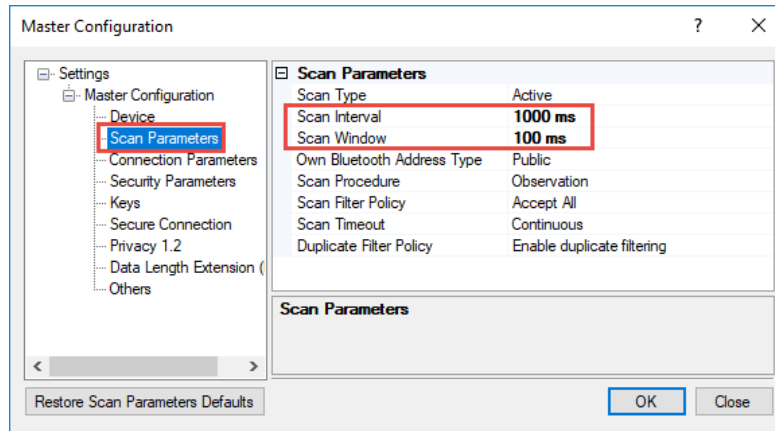 Master Configuration
Settings
Master Configuration
Device
Scan Parameters
Connection Parameters
Security Parameters
Keys
Secure Connection
Privacy 1.2
Data Length Extension (
Others
Scan Parameters
Scan Type Active
Scan Interval 1000 ms
Scan Window 100 ms
Own Bluetooth Address Type Public
Scan Procedure Observation
Scan Filter Policy Accept All
Scan Timeout Continuous
Duplicate Filter Policy Enable duplicate filtering
Scan Parameters
Restore Scan Parameters Defaults
OK
Close